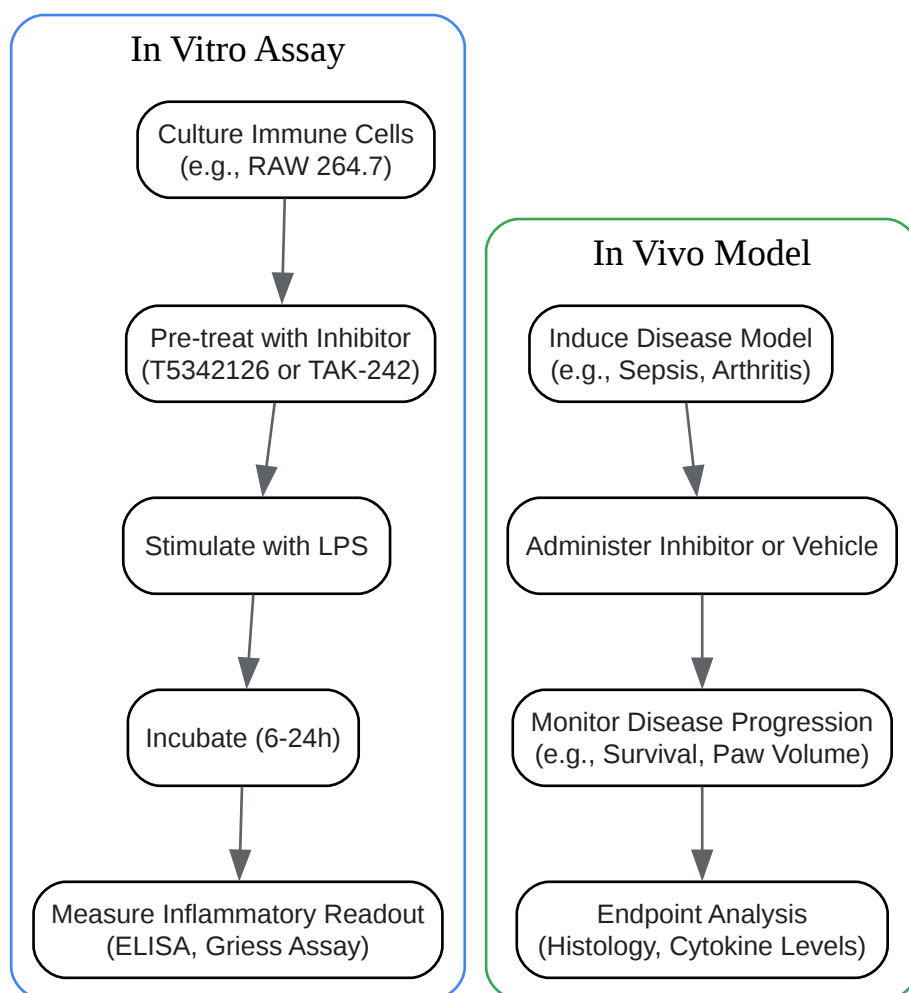 In Vitro Assay
Culture Immune Cells
(e.g., RAW 264.7)
Pre-treat with Inhibitor
(T5342126 or TAK-242)
Stimulate with LPS
Incubate (6-24h)
Measure Inflammatory Readout
(ELISA, Griess Assay)
In Vivo Model
Induce Disease Model
(e.g., Sepsis, Arthritis)
Administer Inhibitor or Vehicle
Monitor Disease Progression
(e.g., Survival, Paw Volume)
Endpoint Analysis
(Histology, Cytokine Levels)